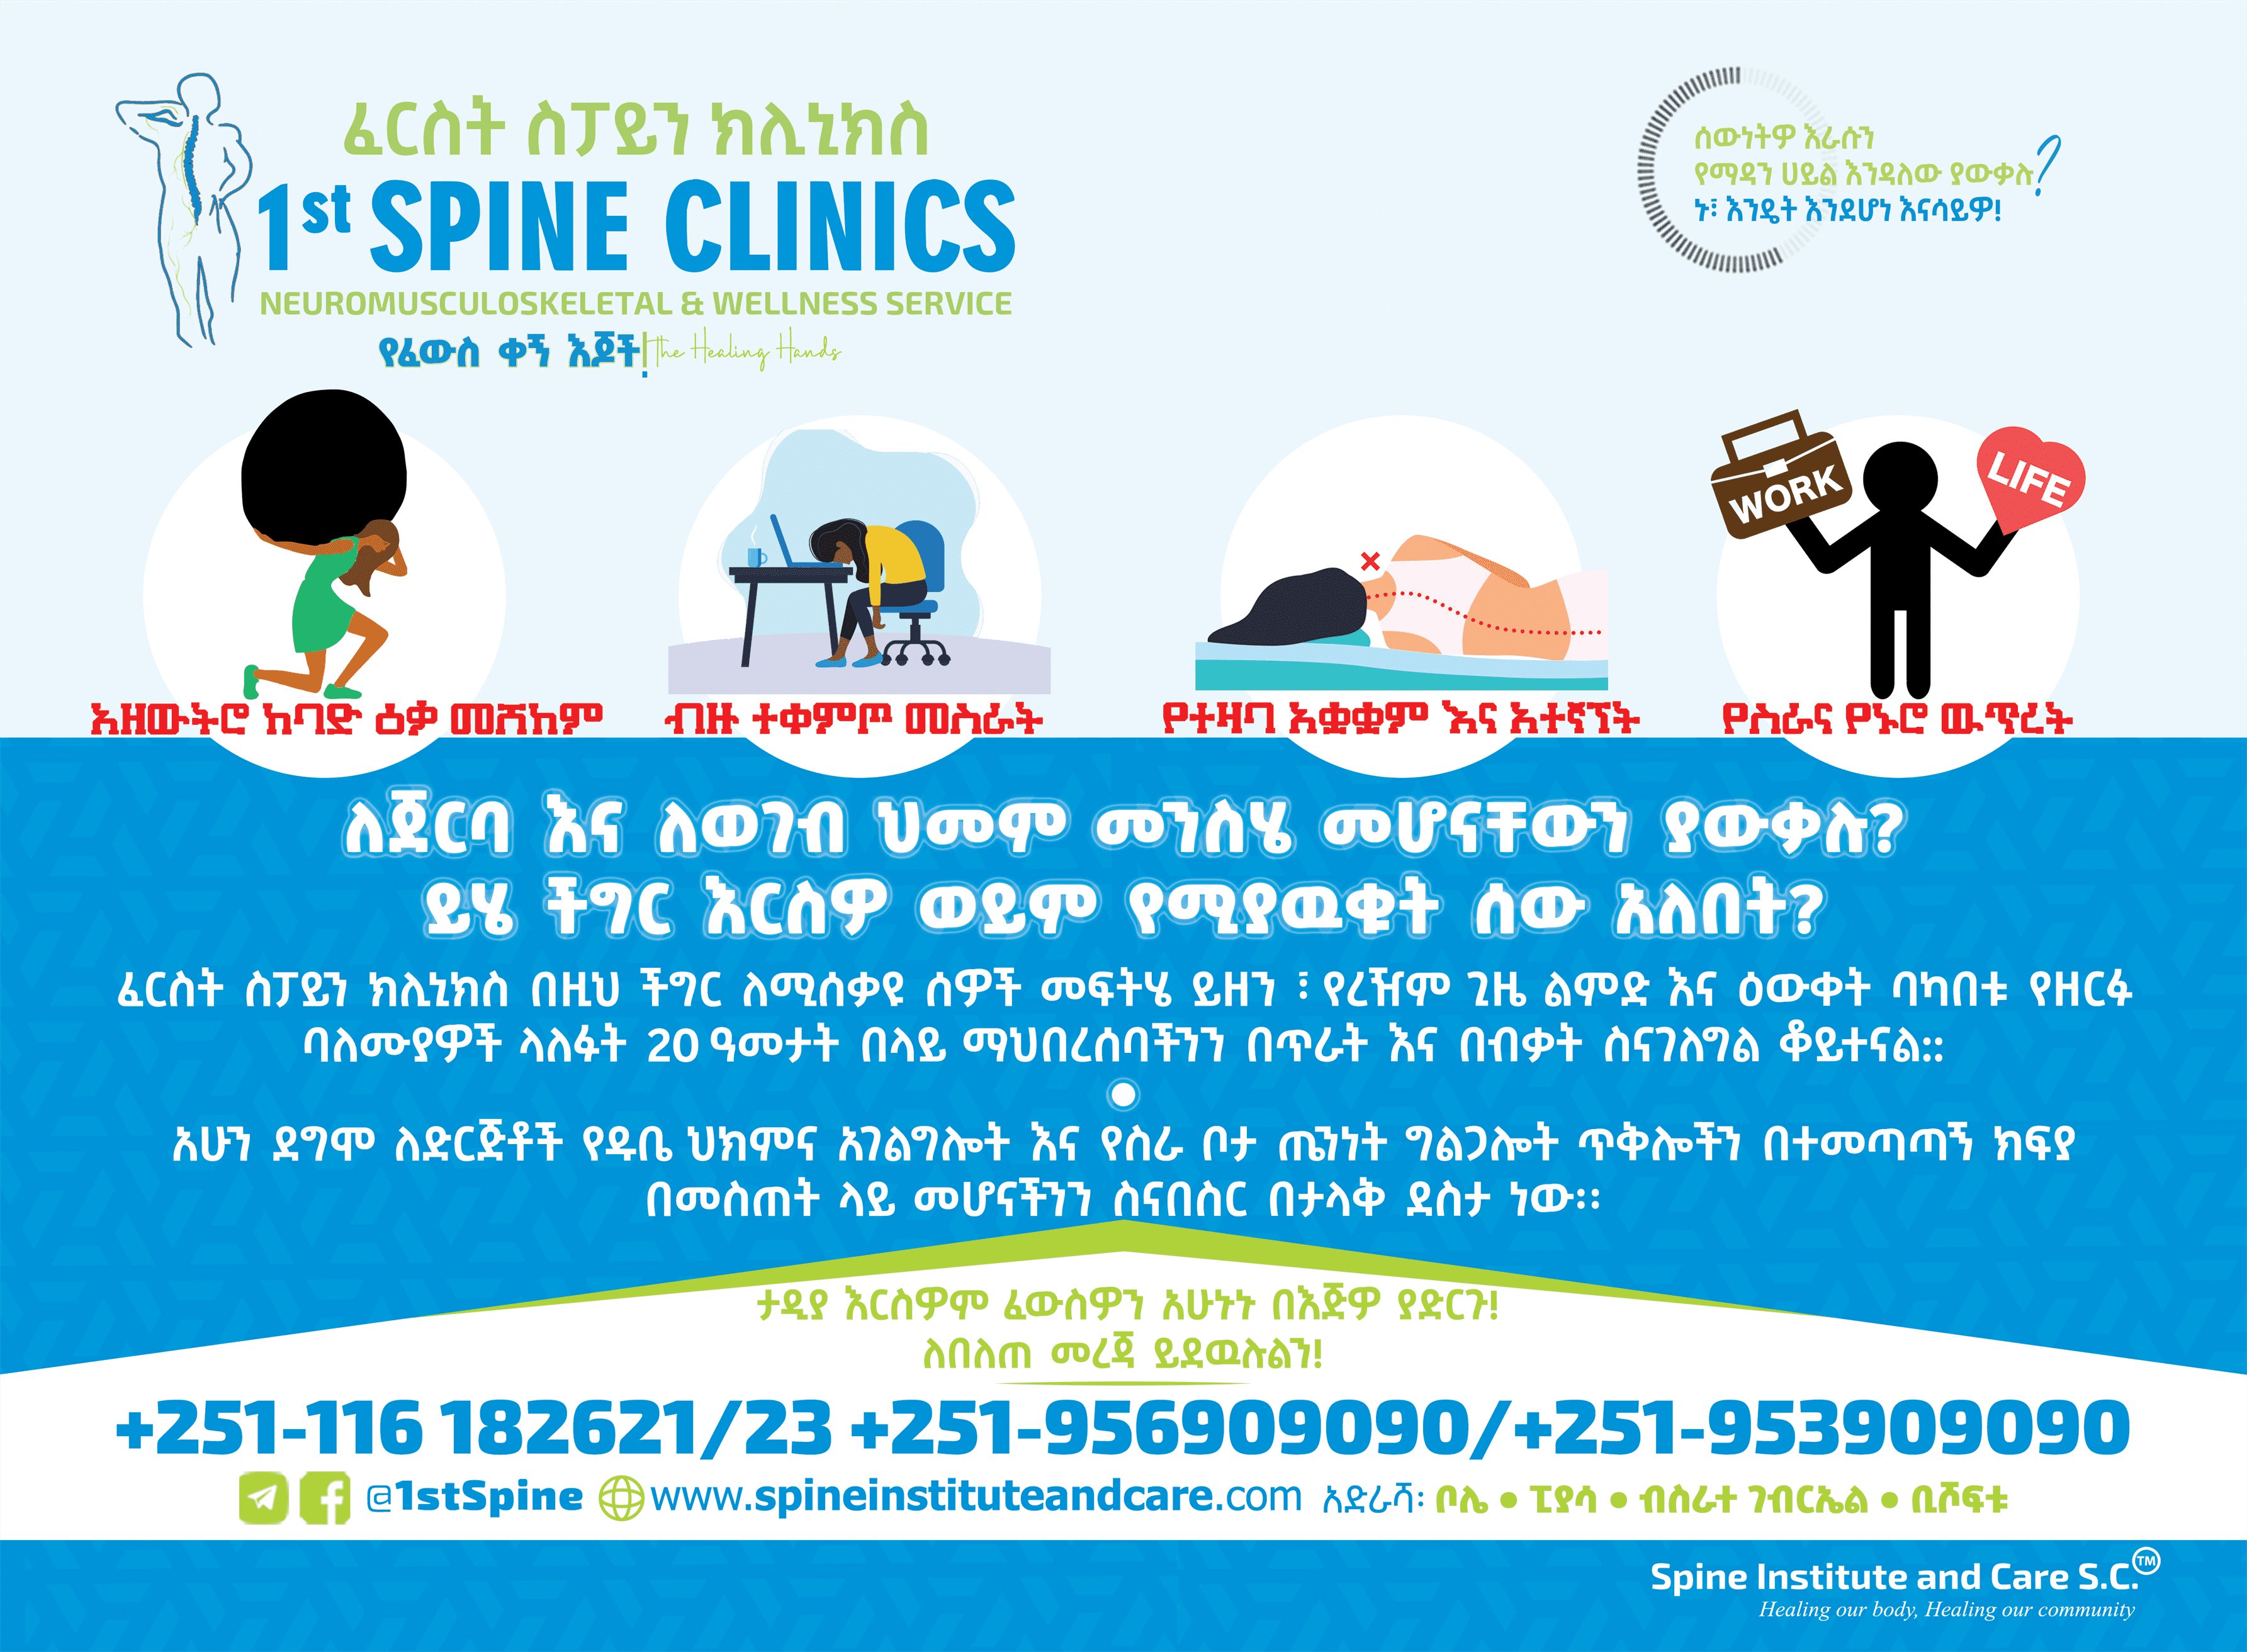 ፈርስት ስፓይን ክሊኒክስ
1st SPINE CLINICS
NEUROMUSCULOSKELETAL & WELLNESS SERVICE
የፈውስ ቀኝ እጆች! The Healing Hands
ሰውነትዎ እራሱን
የማዳን ሀይል እንዳለው ያውቃሉ?
ኑ፣ እንዴት እንደሆነ እናሳይዎ!
WORK
LIFE
አዘውትሮ ከባድ ዕቃ መሸከም
ብዙ ተቀምጦ መስራት
የተዛባ አቋቋም እና አተኛኘት
የስራና የኑሮ ዉጥረት
ለጀርባ እና ለወገብ ህመም መንስሄ መሆናቸውን ያውቃሉ?
ይሄ ችግር እርስዎ ወይም የሚያዉቁት ሰው አለበት?
ፈርስት ስፓይን ክሊኒክስ በዚህ ችግር ለሚሰቃዩ ሰዎች መፍትሄ ይዘን ፣ የረዥም ጊዜ ልምድ እና ዕውቀት ባካበቱ የዘርፉ
ባለሙያዎች ላለፉት 20 ዓመታት በላይ ማህበረሰባችንን በጥራት እና በብቃት ስናገለግል ቆይተናል::
አሁን ደግሞ ለድርጅቶች የዱቤ ህክምና አገልግሎት እና የስራ ቦታ ጤንነት ግልጋሎት ጥቅሎችን በተመጣጣኝ ክፍያ
በመስጠት ላይ መሆናችንን ስናበስር በታላቅ ደስታ ነው።
ታዲያ እርስዎም ፈውስዎን አሁኑኑ በእጅዎ ያድርጉ!
ለበለጠ መረጃ ይደዉሉልን!
+251-116 182621/23 +251-956909090/+251-953909090
@1stSpine www.spineinstituteandcare.com አድራሻ፡ ቦሌ • ፒያሳ • ብስራተ ገብርኤል • ቢሾፍቱ
Spine Institute and Care S.C.™
Healing our body, Healing our community